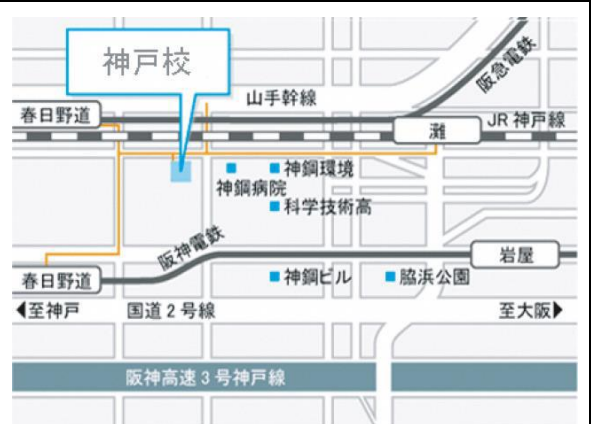 神戸校
阪急電鉄
山手幹線
春日野道
灘
JR 神戸線
神鋼環境
神鋼病院
科学技術高
阪神電鉄
岩屋
春日野道
神鋼ビル
脇浜公園
◀至神戸
国道2号線
至大阪▶
阪神高速3号神戸線